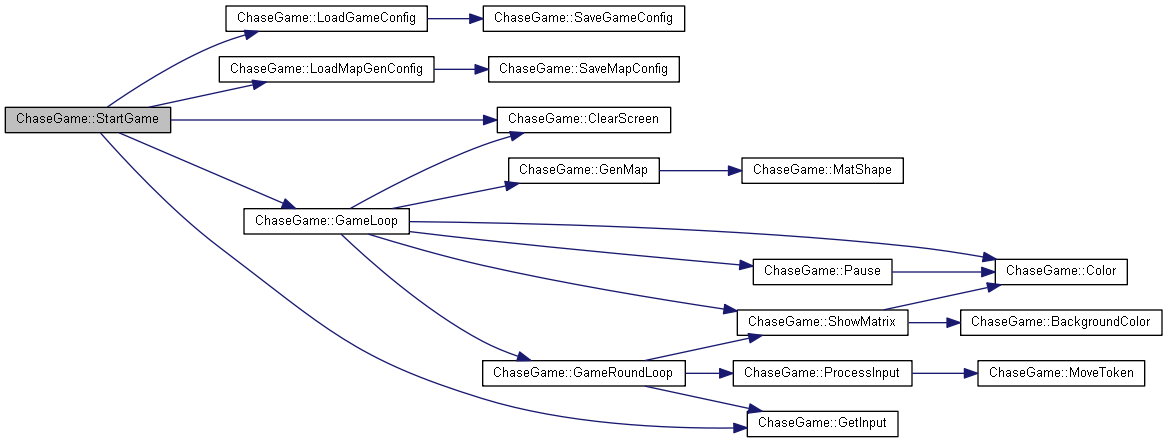 ChaseGame::LoadGameConfig
ChaseGame::SaveGameConfig
ChaseGame::LoadMapGenConfig
ChaseGame::SaveMapConfig
ChaseGame::StartGame
ChaseGame::ClearScreen
ChaseGame::GenMap
ChaseGame::MatShape
ChaseGame::GameLoop
ChaseGame::Pause
ChaseGame::Color
ChaseGame::ShowMatrix
ChaseGame::BackgroundColor
ChaseGame::GameRoundLoop
ChaseGame::ProcessInput
ChaseGame::MoveToken
ChaseGame::GetInput